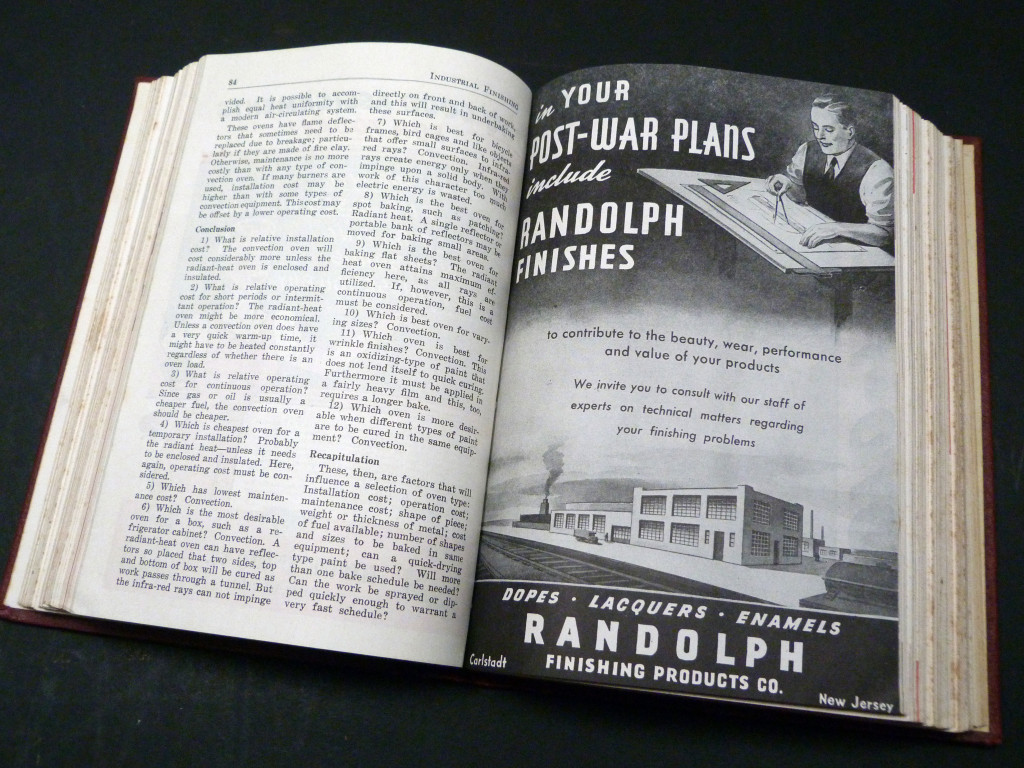 84
INDUSTRIAL FINISHING
vided. It is possible to accom-
plish equal heat uniformity with
a modern air-circulating system.
These ovens have flame deflec-
tors that sometimes need to be
replaced due to breakage; particu-
larly if they are made of fire clay.
Otherwise, maintenance is no more
costly than with any type of con-
vection oven. If many burners are
used, installation cost may be
higher than with some types of
convection equipment. This cost may
be offset by a lower operating cost.
Conclusion
1) What is relative installation
cost? The convection oven will
cost considerably more unless the
radiant-heat oven is enclosed and
insulated.
2) What is relative operating
cost for short periods or intermit-
tant operation? The radiant-heat
oven might be more economical.
Unless a convection oven does have
a very quick warm-up time, it
might have to be heated constantly
regardless of whether there is an
oven load.
3) What is relative operating
cost for continuous operation?
Since gas or oil is usually a
cheaper fuel, the convection oven
should be cheaper.
4) Which is cheapest oven for a
temporary installation? Probably
the radiant heat—unless it needs
to be enclosed and insulated. Here,
again, operating cost must be con-
sidered.
5) Which has lowest mainten-
ance cost? Convection.
6) Which is the most desirable
oven for a box, such as a re-
frigerator cabinet? Convection. A
radiant-heat oven can have reflec-
tors so placed that two sides, top
and bottom of box will be cured as
work passes through a tunnel. But
the infra-red rays can not impinge
directly on front and back of work,
and this will result in underbaking
these surfaces.
7) Which is best for bicycle
frames, bird cages and like objects
that offer small surfaces to infra-
red rays? Convection. Infra-red
rays create energy only when they
impinge upon a solid body. With
work of this character too much
electric energy is wasted.
8) Which is the best oven for
spot baking, such as patching?
Radiant heat. A single reflector or
portable bank of reflectors may be
moved for baking small areas.
9) Which is the best oven for
baking flat sheets? The radiant
heat oven attains maximum ef-
ficiency here, as all rays are
utilized. If, however, this is a
continuous operation, fuel cost
must be considered.
10) Which is best oven for vary-
ing sizes? Convection.
11) Which oven is best for
wrinkle finishes? Convection. This
is an oxidizing-type of paint that
does not lend itself to quick curing.
Furthermore it must be applied in
a fairly heavy film and this, too,
requires a longer bake.
12) Which oven is more desir-
able when different types of paint
are to be cured in the same equip-
ment? Convection.
Recapitulation
These, then, are factors that will
influence a selection of oven type:
Installation cost; operation cost;
maintenance cost; shape of piece;
weight or thickness of metal; cost
of fuel available; number of shapes
and sizes to be baked in same
equipment; can a quick-drying
type paint be used? Will more
than one bake schedule be needed?
Can the work be sprayed or dip-
ped quickly enough to warrant a
very fast schedule?
in YOUR
POST-WAR PLANS
include
RANDOLPH
FINISHES
to contribute to the beauty, wear, performance
and value of your products
We invite you to consult with our staff of
experts on technical matters regarding
your finishing problems
DOPES · LACQUERS · ENAMELS
RANDOLPH
FINISHING PRODUCTS CO.
Carlstadt
New Jersey